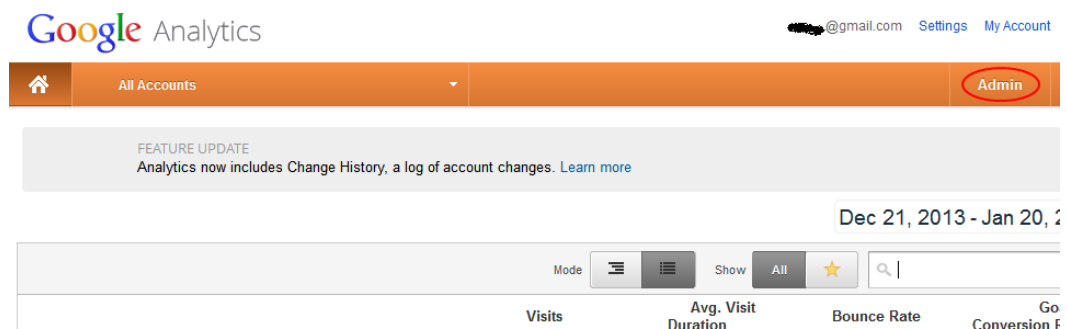 Google Analytics
@gmail.com Settings My Account
All Accounts
Admin
FEATURE UPDATE
Analytics now includes Change History, a log of account changes. Learn more
Dec 21, 2013 - Jan 20,
Mode Show All
Visits Avg. Visit Duration Bounce Rate Conversion